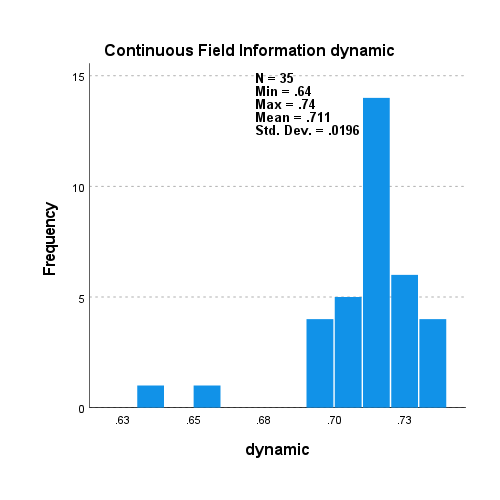 Continuous Field Information dynamic
N = 35
Min = .64
Max = .74
Mean = .711
Std. Dev. = .0196
15
10
5
0
Frequency
.63 .65 .68 .70 .73
dynamic